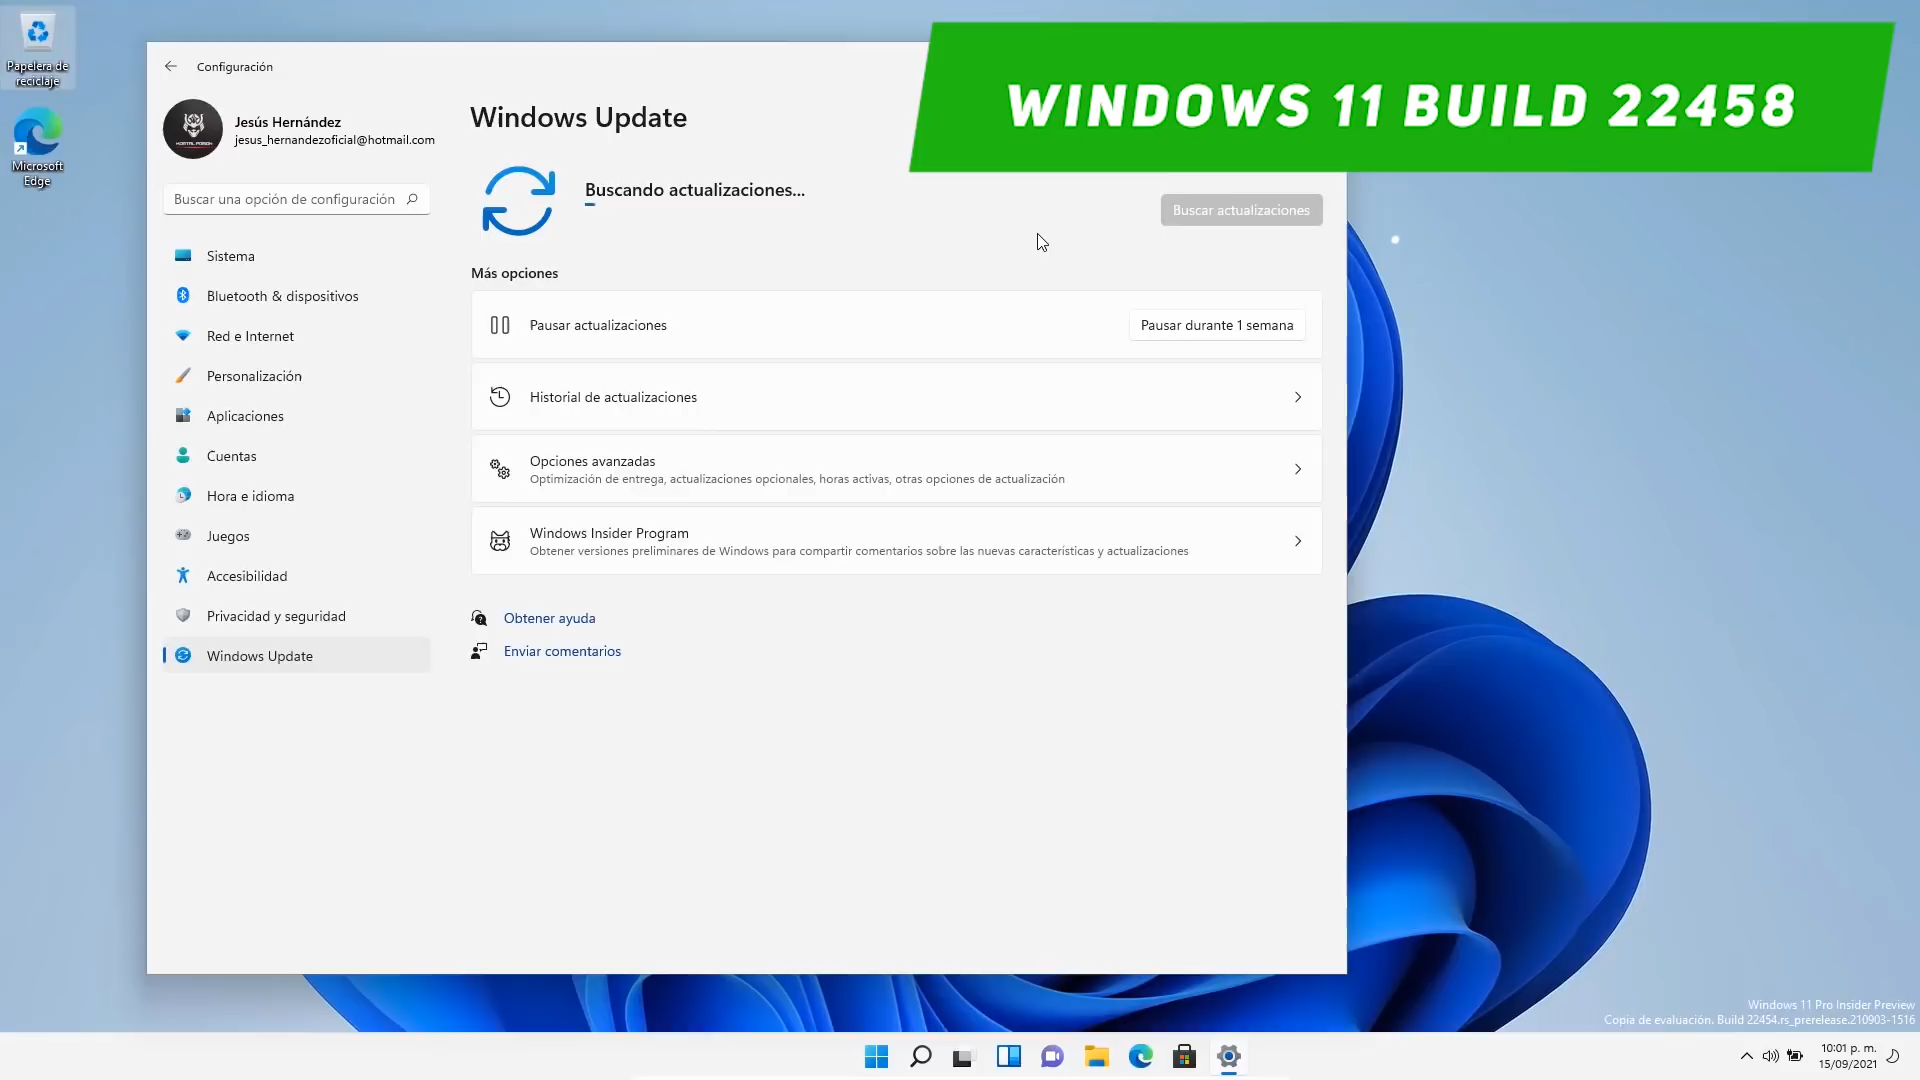 Papelera de
reciclaje
Microsoft
Edge
Configuración
WINDOWS 11 BUILD 22458
Jesús Hernández
jesus_hernandezoficial@hotmail.com
Buscar una opción de configuración
Sistema
Bluetooth & dispositivos
Red e Internet
Personalización
Aplicaciones
Cuentas
Hora e idioma
Juegos
Accesibilidad
Privacidad y seguridad
Windows Update
Windows Update
Buscando actualizaciones...
Buscar actualizaciones
Más opciones
Pausar actualizaciones
Pausar durante 1 semana
Historial de actualizaciones
Opciones avanzadas
Optimización de entrega, actualizaciones opcionales, horas activas, otras opciones de actualización
Windows Insider Program
Obtener versiones preliminares de Windows para compartir comentarios sobre las nuevas características y actualizaciones
Obtener ayuda
Enviar comentarios
Windows 11 Pro Insider Preview
Copia de evaluación. Build 22454.rs_prerelease.210903-1516
10:01 p. m.
15/09/2021